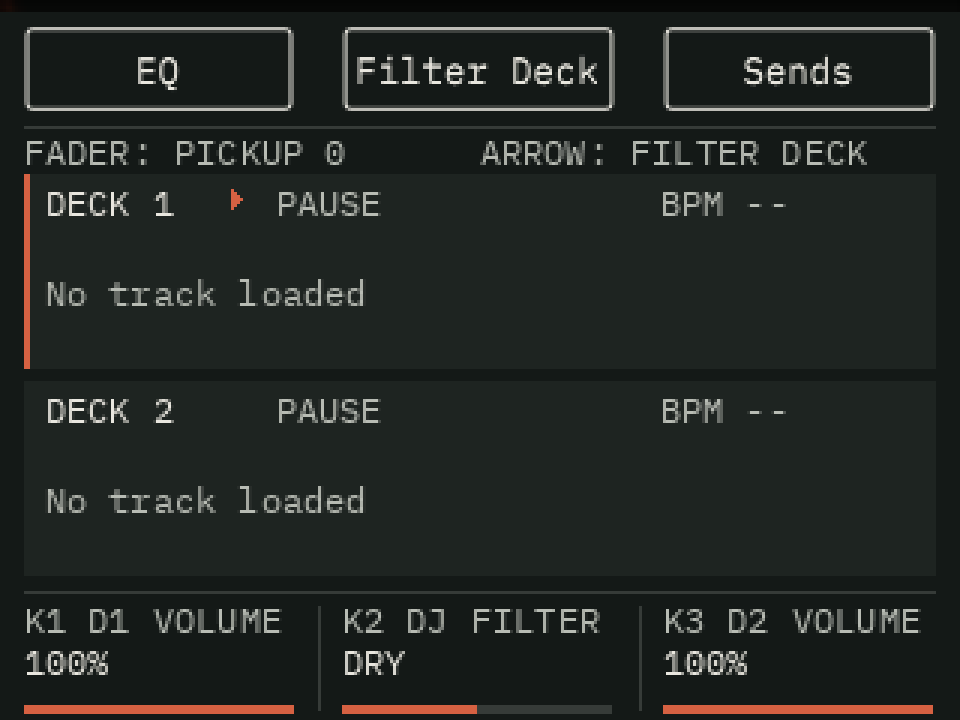 EQ Filter Deck Sends
FADER: PICKUP 0 ARROW: FILTER DECK
DECK 1 PAUSE BPM --
No track loaded
DECK 2 PAUSE BPM --
No track loaded
K1 D1 VOLUME K2 DJ FILTER K3 D2 VOLUME
100% DRY 100%